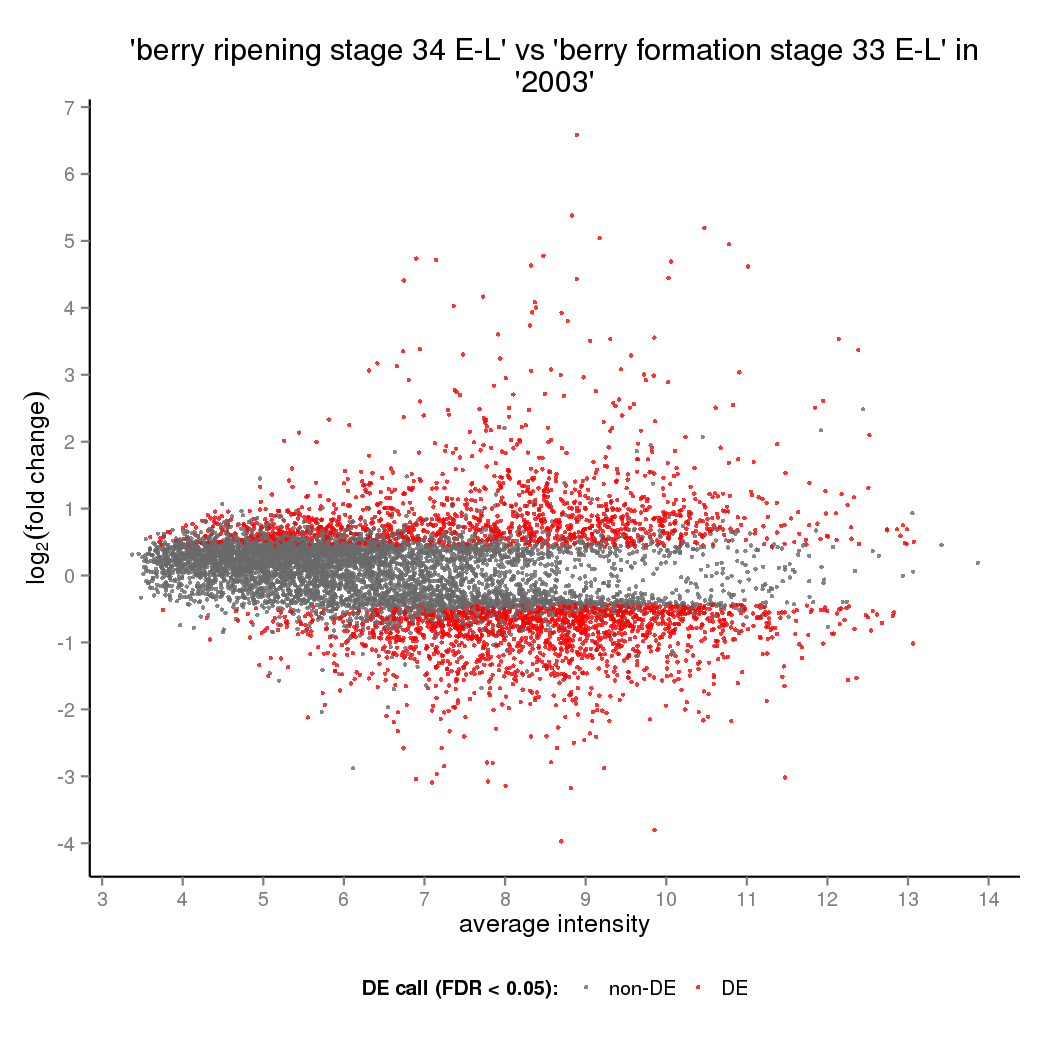 'berry ripening stage 34 E-L' vs 'berry formation stage 33 E-L' in
'2003'
7
6
5
4
3
2
1
0
-1
-2
-3
-4
log2(fold change)
3 4 5 6 7 8 9 10 11 12 13 14
average intensity
DE call (FDR < 0.05): non-DE DE